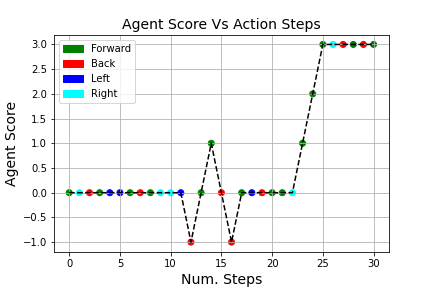 Agent Score Vs Action Steps
Agent Score
3.0
2.5
2.0
1.5
1.0
0.5
0.0
−0.5
−1.0
Forward
Back
Left
Right
0 5 10 15 20 25 30
Num. Steps